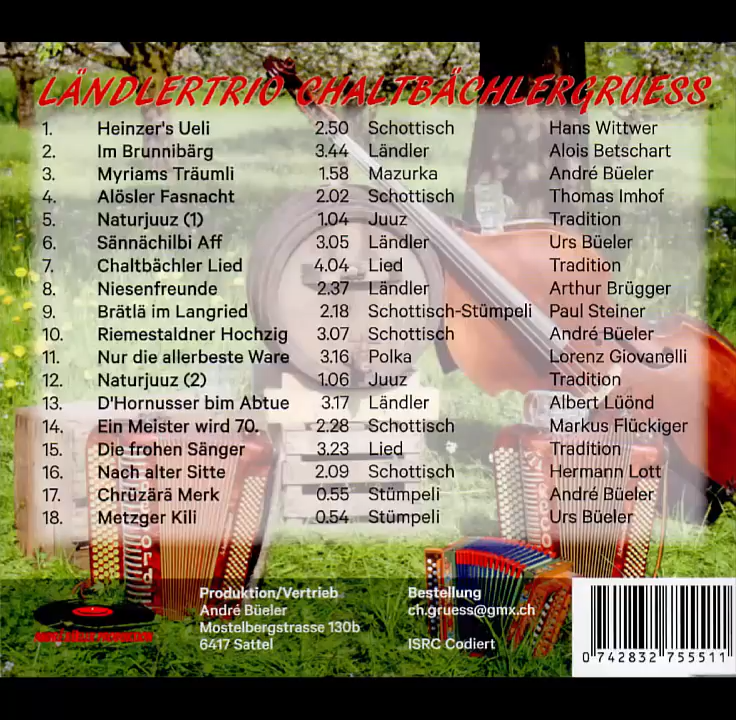 LÄNDLERTRIO CHALTBÄCHLERGRUESS
1. Heinzer's Ueli 2.50 Schottisch Hans Wittwer
2. Im Brunnibärg 3.44 Ländler Alois Betschart
3. Myriams Träumli 1.58 Mazurka André Büeler
4. Alösler Fasnacht 2.02 Schottisch Thomas Imhof
5. Naturjuuz (1) 1.04 Juuz Tradition
6. Sännächilbi Aff 3.05 Ländler Urs Büeler
7. Chaltbächler Lied 4.04 Lied Tradition
8. Niesenfreunde 2.37 Ländler Arthur Brügger
9. Brätlä im Langried 2.18 Schottisch-Stümpeli Paul Steiner
10. Riemestaldner Hochzig 3.07 Schottisch André Büeler
11. Nur die allerbeste Ware 3.16 Polka Lorenz Giovanelli
12. Naturjuuz (2) 1.06 Juuz Tradition
13. D'Hornusser bim Abtue 3.17 Ländler Albert Lüönd
14. Ein Meister wird 70. 2.28 Schottisch Markus Flückiger
15. Die frohen Sänger 3.23 Lied Tradition
16. Nach alter Sitte 2.09 Schottisch Hermann Lott
17. Chrüzärä Merk 0.55 Stümpeli André Büeler
18. Metzger Kili 0.54 Stümpeli Urs Büeler
Produktion/Vertrieb
André Büeler
Mostelbergstrasse 130b
6417 Sattel
Bestellung
ch.gruess@gmx.ch
ISRC Codiert
0 742832 755511